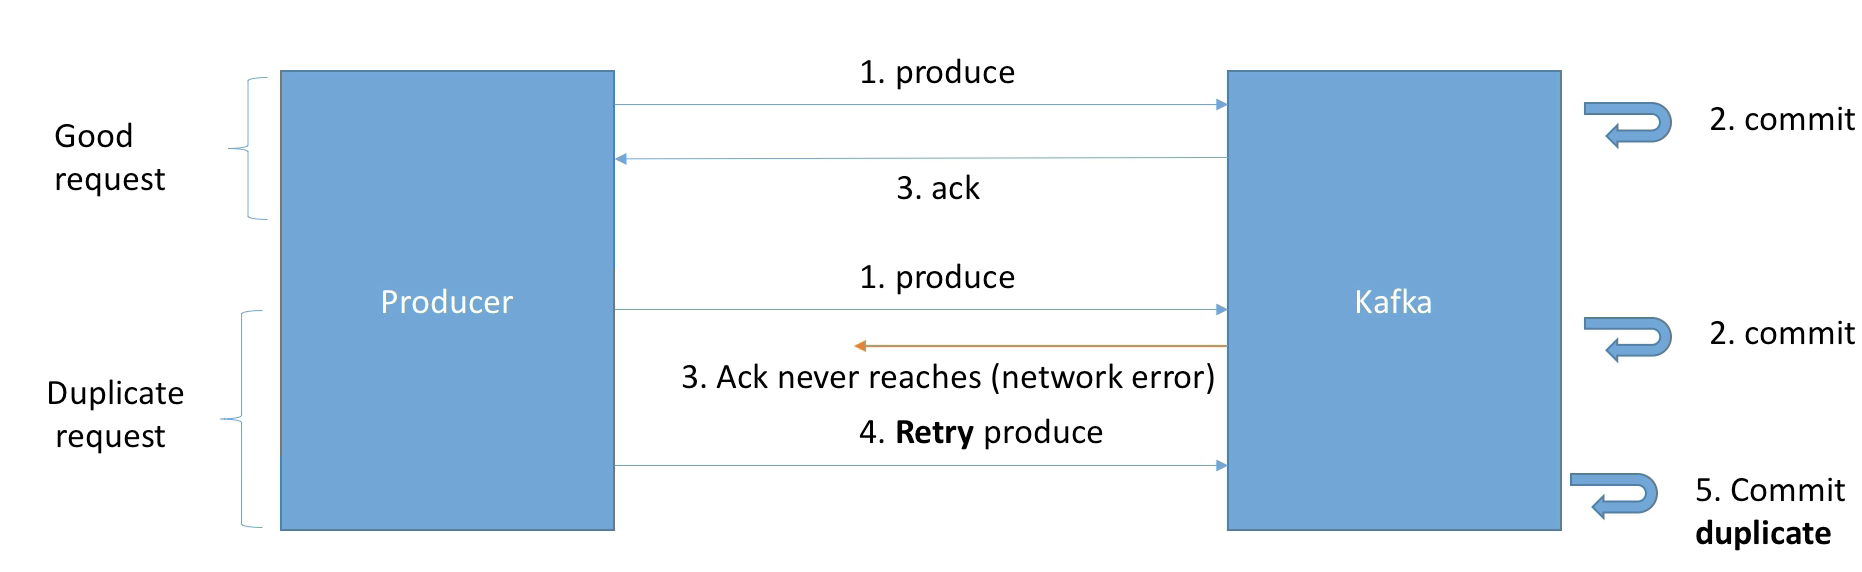 1. produce
2. commit
Good
request
3. ack
1. produce
Producer
Kafka
2. commit
3. Ack never reaches (network error)
Duplicate
request
4. Retry produce
5. Commit
duplicate